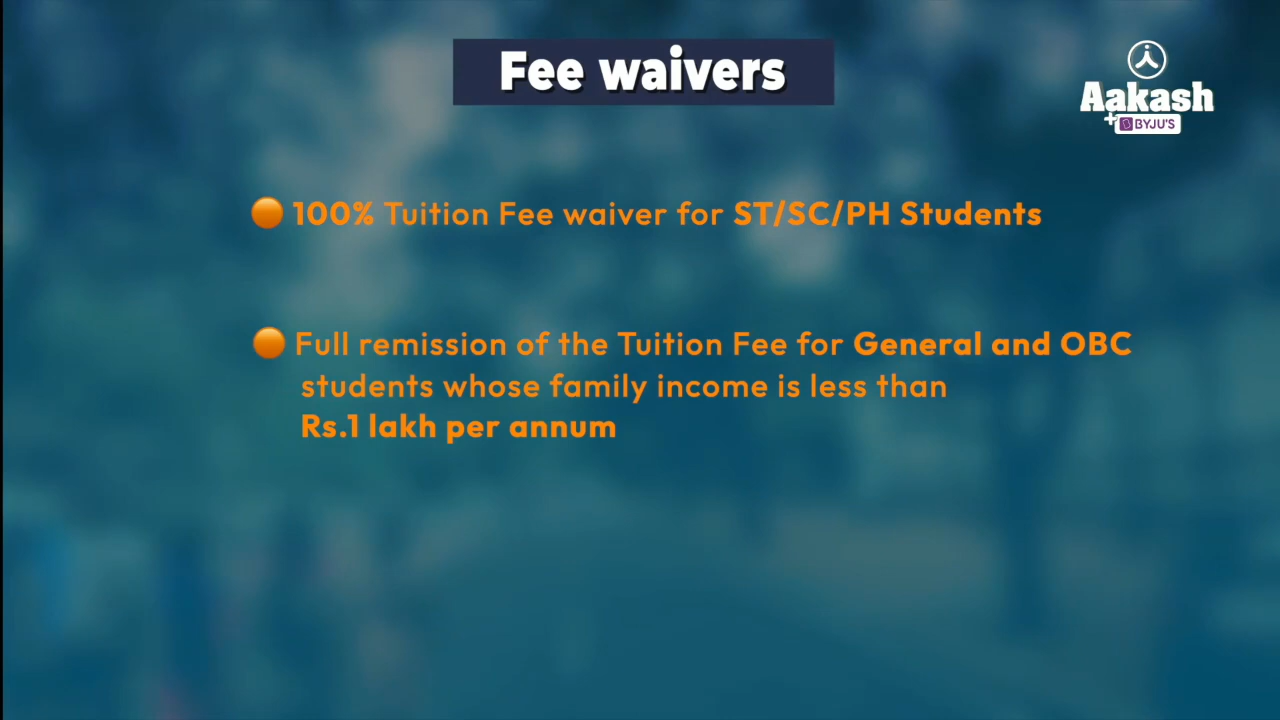 Fee waivers
Aakash
+ BYJU'S
100% Tuition Fee waiver for ST/SC/PH Students
Full remission of the Tuition Fee for General and OBC
students whose family income is less than
Rs.1 lakh per annum